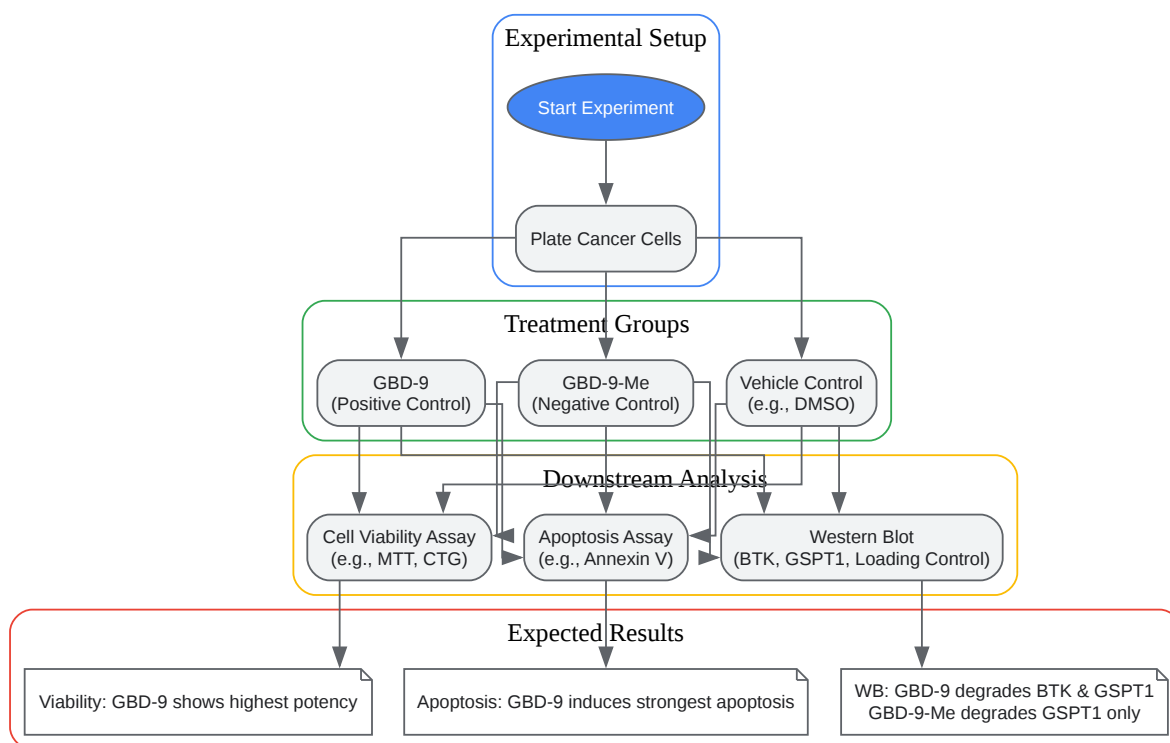 Experimental Setup
Start Experiment
Plate Cancer Cells
Treatment Groups
GBD-9
(Positive Control)
GBD-9-Me
(Negative Control)
Vehicle Control
(e.g., DMSO)
Downstream Analysis
Cell Viability Assay
(e.g., MTT, CTG)
Apoptosis Assay
(e.g., Annexin V)
Western Blot
(BTK, GSPT1, Loading Control)
Expected Results
Viability: GBD-9 shows highest potency
Apoptosis: GBD-9 induces strongest apoptosis
WB: GBD-9 degrades BTK & GSPT1
GBD-9-Me degrades GSPT1 only